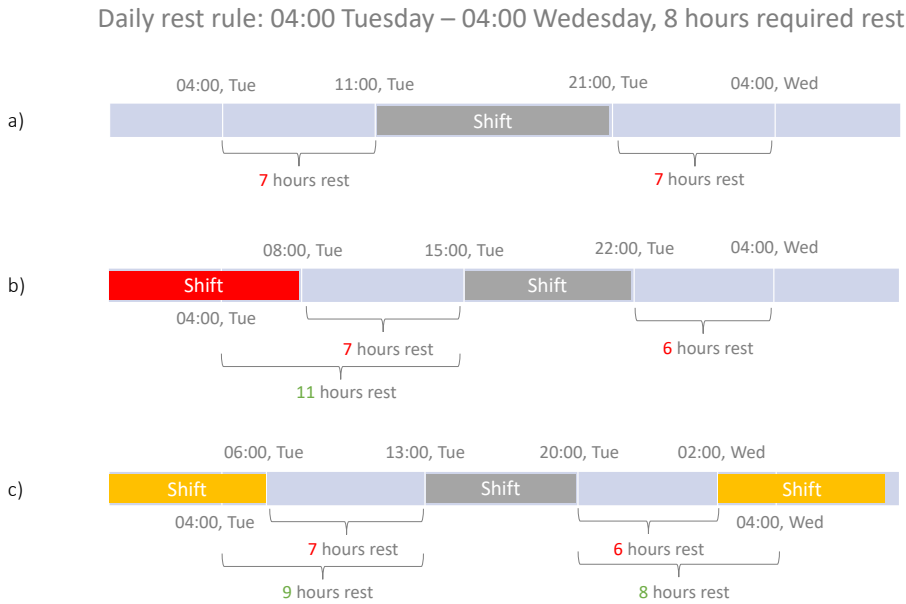 Daily rest rule: 04:00 Tuesday – 04:00 Wedesday, 8 hours required rest
04:00, Tue 11:00, Tue 21:00, Tue 04:00, Wed
a) Shift
7 hours rest 7 hours rest
08:00, Tue 15:00, Tue 22:00, Tue 04:00, Wed
b) Shift Shift
04:00, Tue
7 hours rest 6 hours rest
11 hours rest
06:00, Tue 13:00, Tue 20:00, Tue 02:00, Wed
c) Shift Shift Shift
04:00, Tue 04:00, Wed
7 hours rest 6 hours rest
9 hours rest 8 hours rest